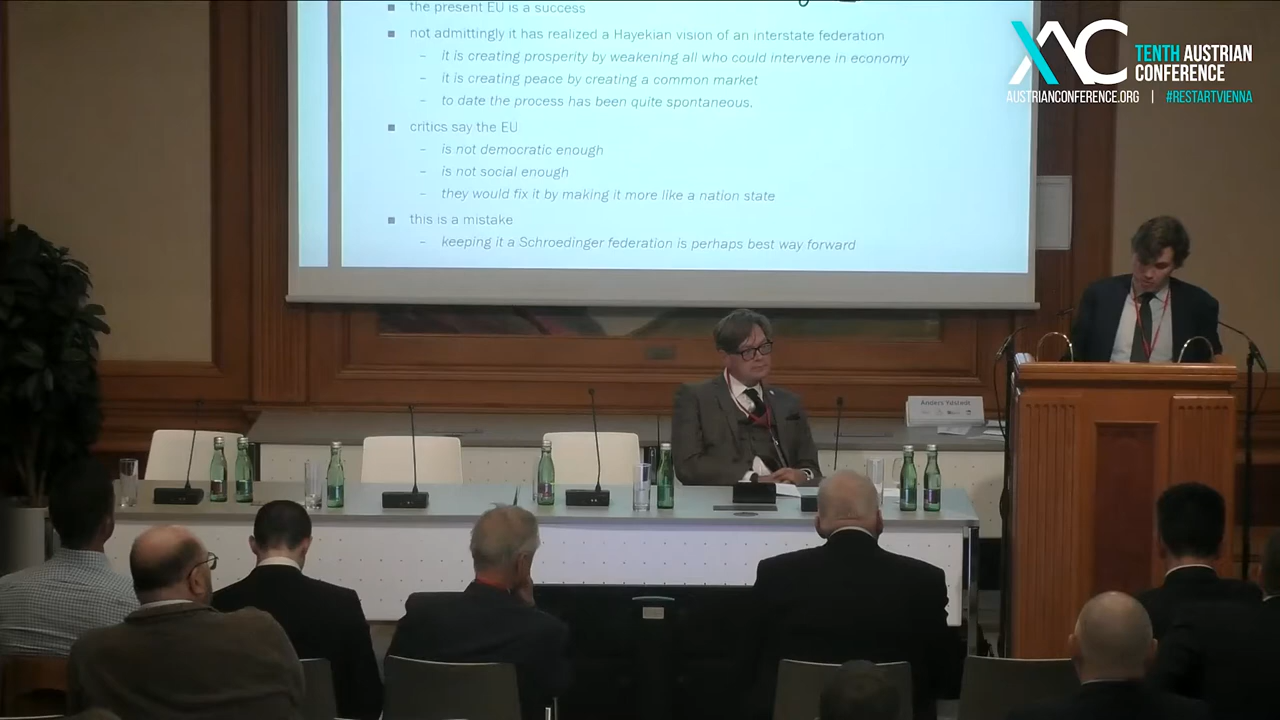 the present EU is a success
not admittingly it has realized a Hayekian vision of an interstate federation
– it is creating prosperity by weakening all who could intervene in economy
– it is creating peace by creating a common market
– to date the process has been quite spontaneous.
critics say the EU
– is not democratic enough
– is not social enough
– they would fix it by making it more like a nation state
this is a mistake
– keeping it a Schroedinger federation is perhaps best way forward
XAC
TENTH AUSTRIAN
CONFERENCE
AUSTRIANCONFERENCE.ORG | #RESTARTVIENNA
Anders Ydstedt